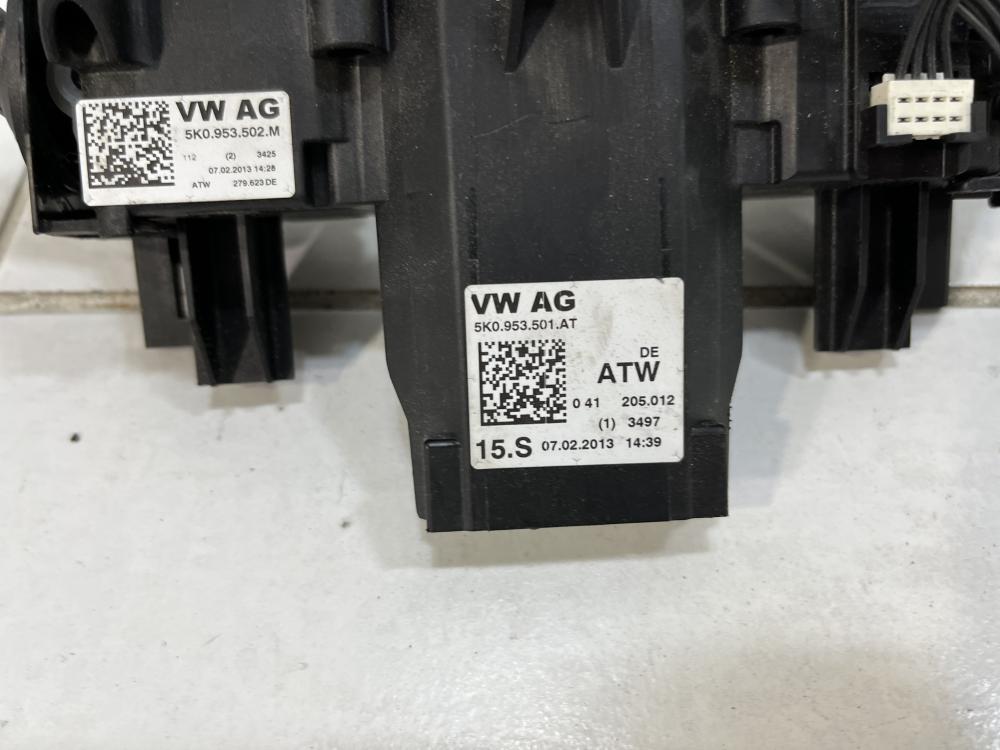 VW AG
5K0.953.502.M
112 (2) 3425
07.02.2013 14:28
ATW 279.623 DE
VW AG
5K0.953.501.AT
DE
ATW
0 41 205.012
(1) 3497
15.S 07.02.2013 14:39